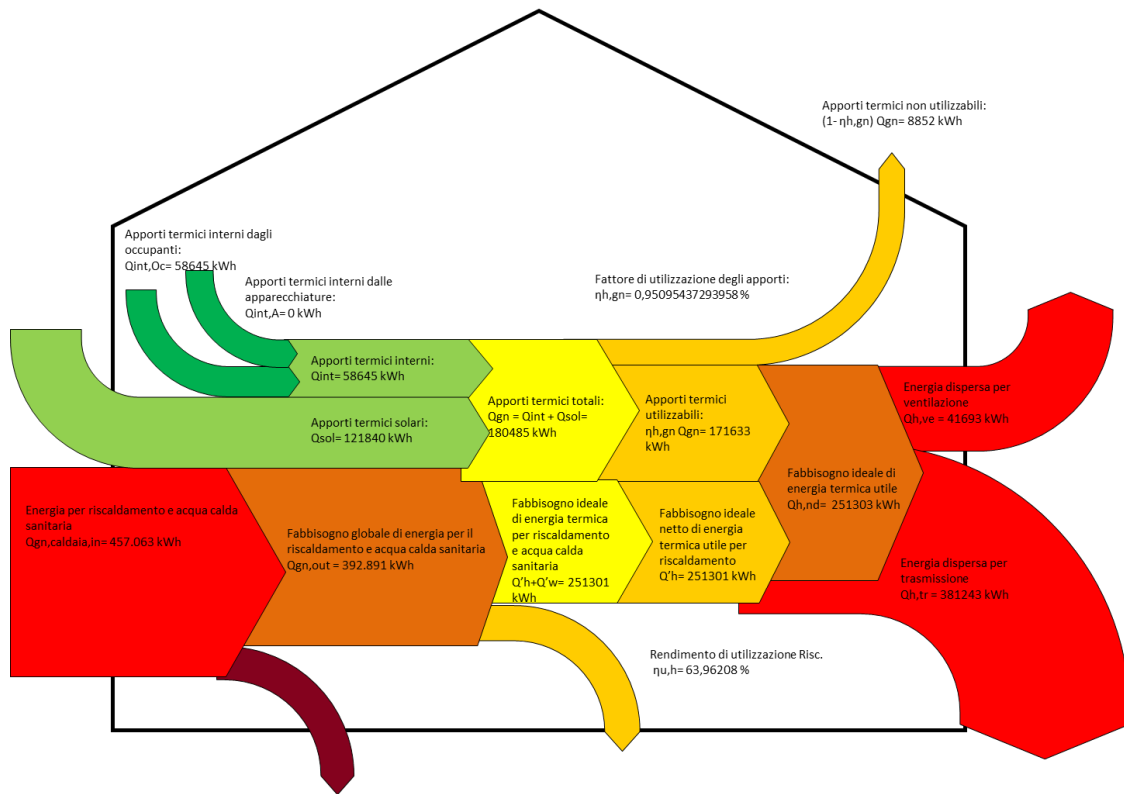 Apporti termici non utilizzabili:
(1- ηh,gn) Qgn= 8852 kWh
Apporti termici interni dagli
occupanti:
Qint,Oc= 58645 kWh
Apporti termici interni dalle
apparecchiature:
Qint,A= 0 kWh
Fattore di utilizzazione degli apporti:
ηh,gn= 0,95095437293958 %
Apporti termici interni:
Qint= 58645 kWh
Apporti termici solari:
Qsol= 121840 kWh
Apporti termici totali:
Qgn = Qint + Qsol=
180485 kWh
Apporti termici
utilizzabili:
ηh,gn Qgn= 171633
kWh
Energia dispersa per
ventilazione
Qh,ve = 41693 kWh
Fabbisogno ideale di
energia termica utile
Qh,nd= 251303 kWh
Energia per riscaldamento e acqua calda
sanitaria
Qgn,caldaia,in= 457.063 kWh
Fabbisogno globale di energia per il
riscaldamento e acqua calda sanitaria
Qgn,out = 392.891 kWh
Fabbisogno ideale
di energia termica
per riscaldamento
e acqua calda
sanitaria
Q'h+Q'w= 251301
kWh
Fabbisogno ideale
netto di energia
termica utile per
riscaldamento
Q'h= 251301 kWh
Energia dispersa per
trasmissione
Qh,tr = 381243 kWh
Rendimento di utilizzazione Risc.
ηu,h= 63,96208 %